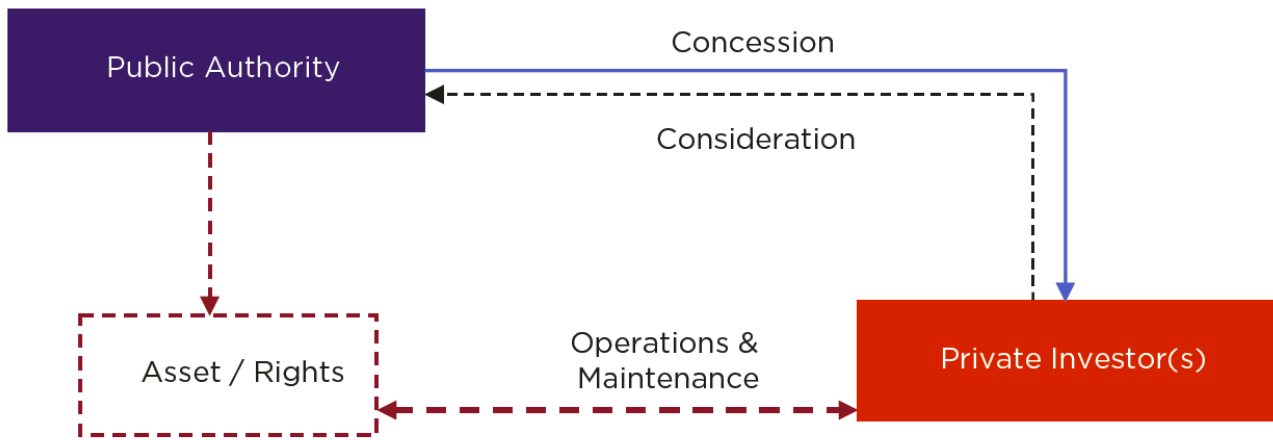 Public Authority
Concession
Consideration
Asset / Rights
Operations &
Maintenance
Private Investor(s)